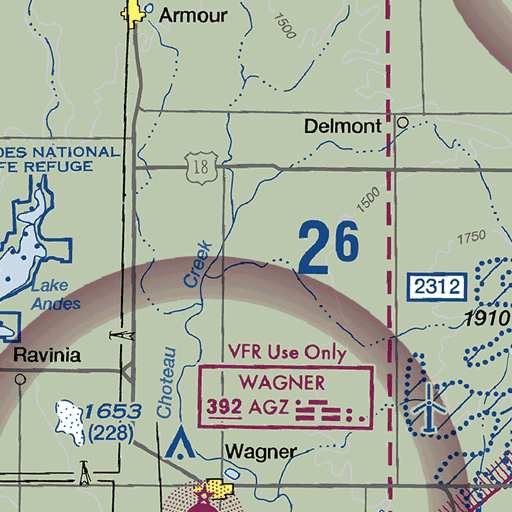 Armour
1500
Delmont
DES NATIONAL
FE REFUGE
18
1500
26
1750
Creek
2312
Lake
Andes
1910
Ravinia
VFR Use Only
WAGNER
392 AGZ
Choteau
1653
(228)
Wagner